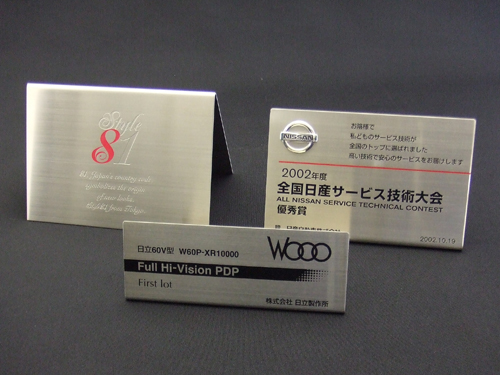 Style
81
NISSAN
お陰様で
私どものサービス技術が
全国のトップに選ばれました
高い技術で安心のサービスをお届けします
2002年度
全国日産サービス技術大会
ALL NISSAN SERVICE TECHNICAL CONTEST
優秀賞
2002.10.19
日立60V型 W60P-XR10000
Wooo
Full Hi-Vision PDP
First lot
株式会社 日立製作所